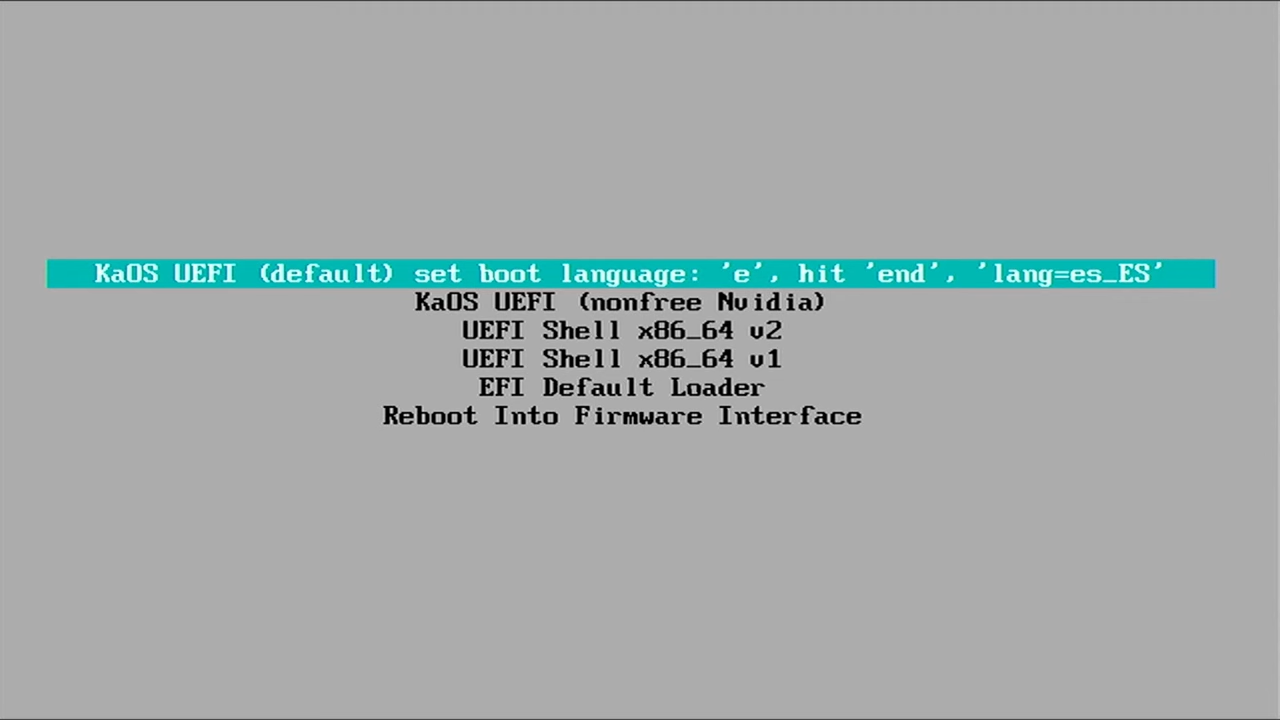 KaOS UEFI (default) set boot language: 'e', hit 'end', 'lang=es_ES'
KaOS UEFI (nonfree Nvidia)
UEFI Shell x86_64 v2
UEFI Shell x86_64 v1
EFI Default Loader
Reboot Into Firmware Interface